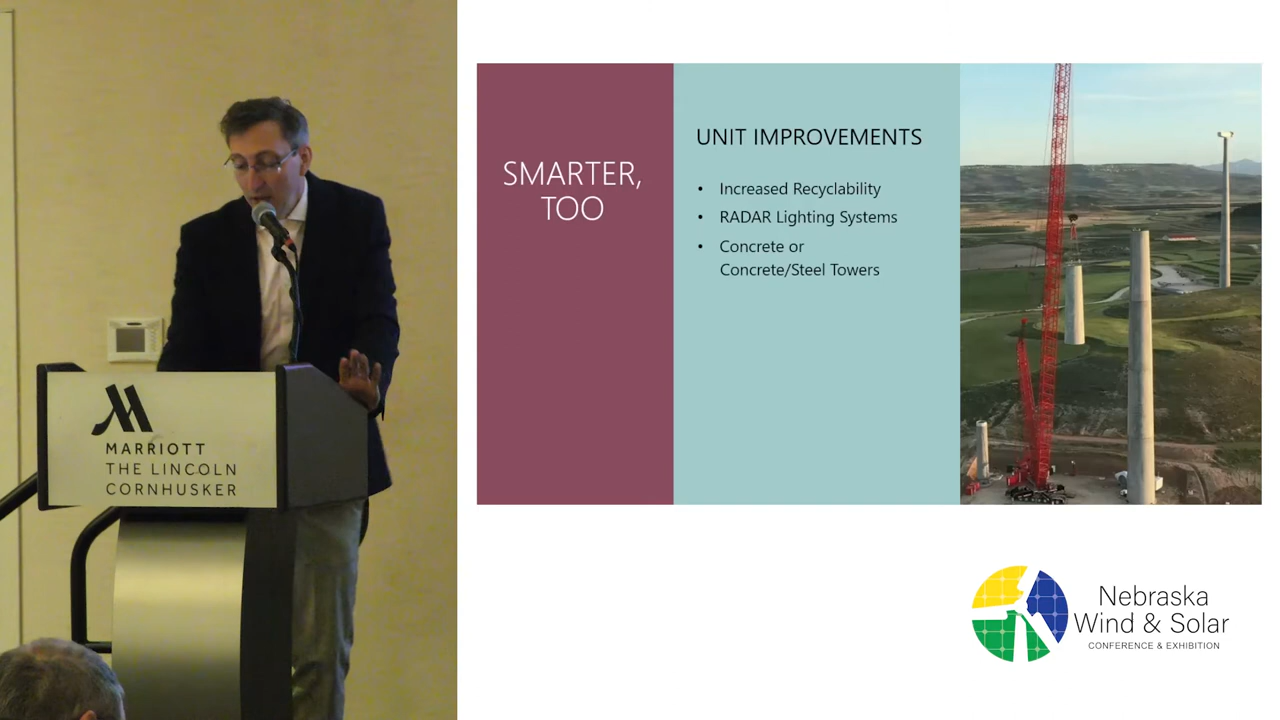 MARRIOTT
THE LINCOLN
CORNHUSKER
SMARTER,
TOO
UNIT IMPROVEMENTS
• Increased Recyclability
• RADAR Lighting Systems
• Concrete or
Concrete/Steel Towers
Nebraska
Wind & Solar
CONFERENCE & EXHIBITION